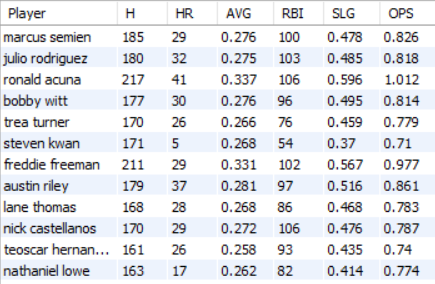 Player H HR AVG RBI SLG OPS
marcus semien 185 29 0.276 100 0.478 0.826
julio rodriguez 180 32 0.275 103 0.485 0.818
ronald acuna 217 41 0.337 106 0.596 1.012
bobby witt 177 30 0.276 96 0.495 0.814
trea turner 170 26 0.266 76 0.459 0.779
steven kwan 171 5 0.268 54 0.37 0.71
freddie freeman 211 29 0.331 102 0.567 0.977
austin riley 179 37 0.281 97 0.516 0.861
lane thomas 168 28 0.268 86 0.468 0.783
nick castellanos 170 29 0.272 106 0.476 0.787
teoscar hernan... 161 26 0.258 93 0.435 0.74
nathaniel lowe 163 17 0.262 82 0.414 0.774